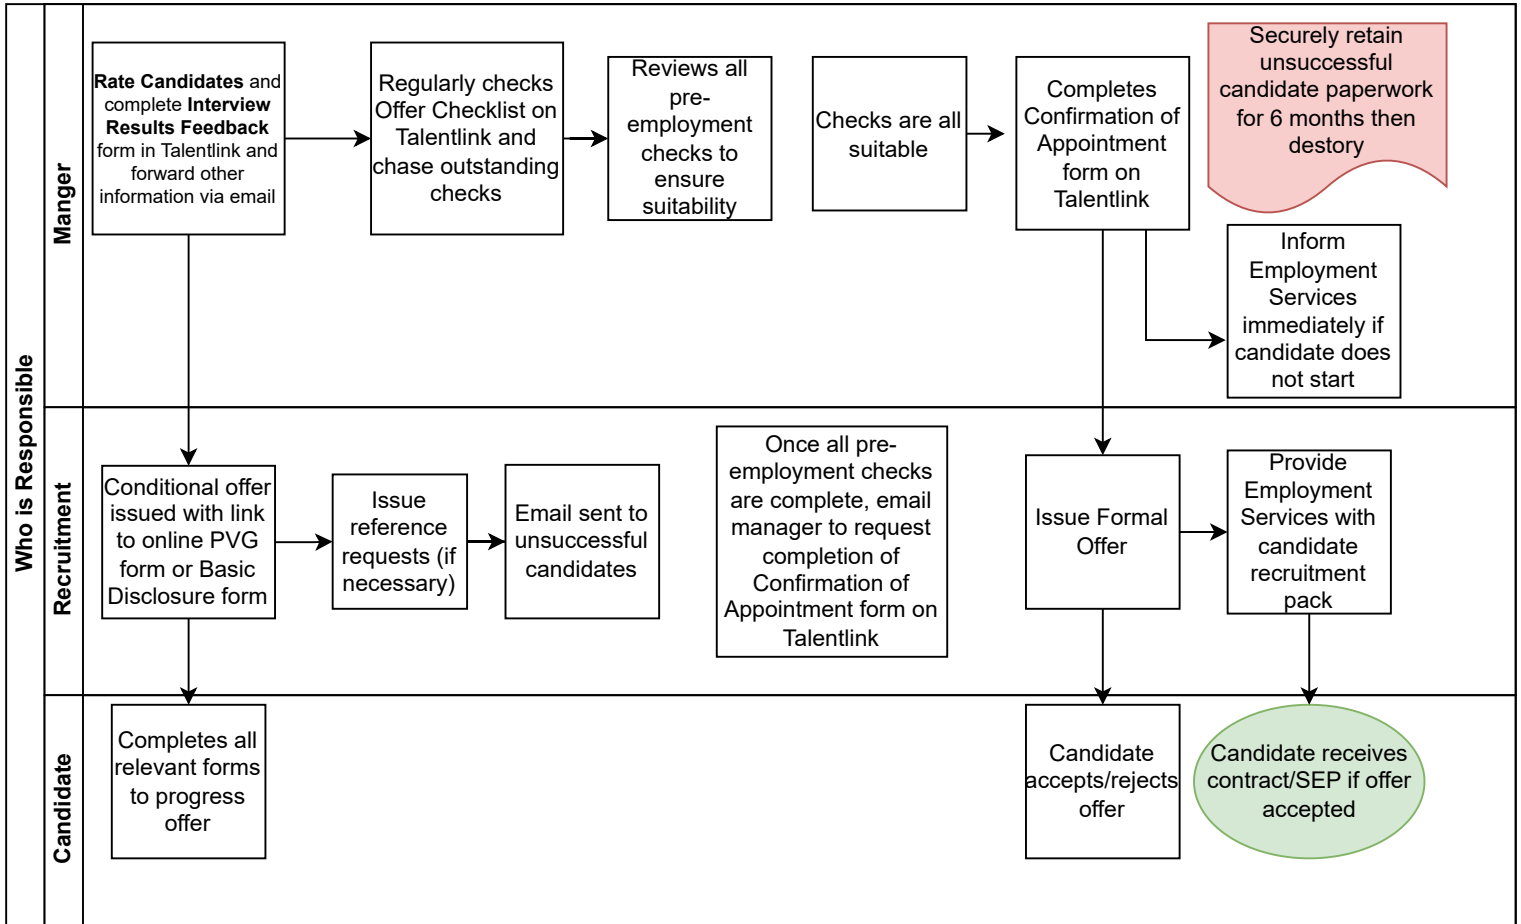 Who is Responsible
Manger
Rate Candidates and
complete Interview
Results Feedback
form in Talentlink and
forward other
information via email
Regularly checks
Offer Checklist on
Talentlink and
chase outstanding
checks
Reviews all
pre-
employment
checks to
ensure
suitability
Checks are all
suitable
Completes
Confirmation of
Appointment
form on
Talentlink
Securely retain
unsuccessful
candidate paperwork
for 6 months then
destory
Inform
Employment
Services
immediately if
candidate does
not start
Recruitment
Conditional offer
issued with link
to online PVG
form or Basic
Disclosure form
Issue
reference
requests (if
necessary)
Email sent to
unsuccessful
candidates
Once all pre-
employment checks
are complete, email
manager to request
completion of
Confirmation of
Appointment form on
Talentlink
Issue Formal
Offer
Provide
Employment
Services with
candidate
recruitment
pack
Candidate
Completes all
relevant forms
to progress
offer
Candidate
accepts/rejects
offer
Candidate receives
contract/SEP if offer
accepted